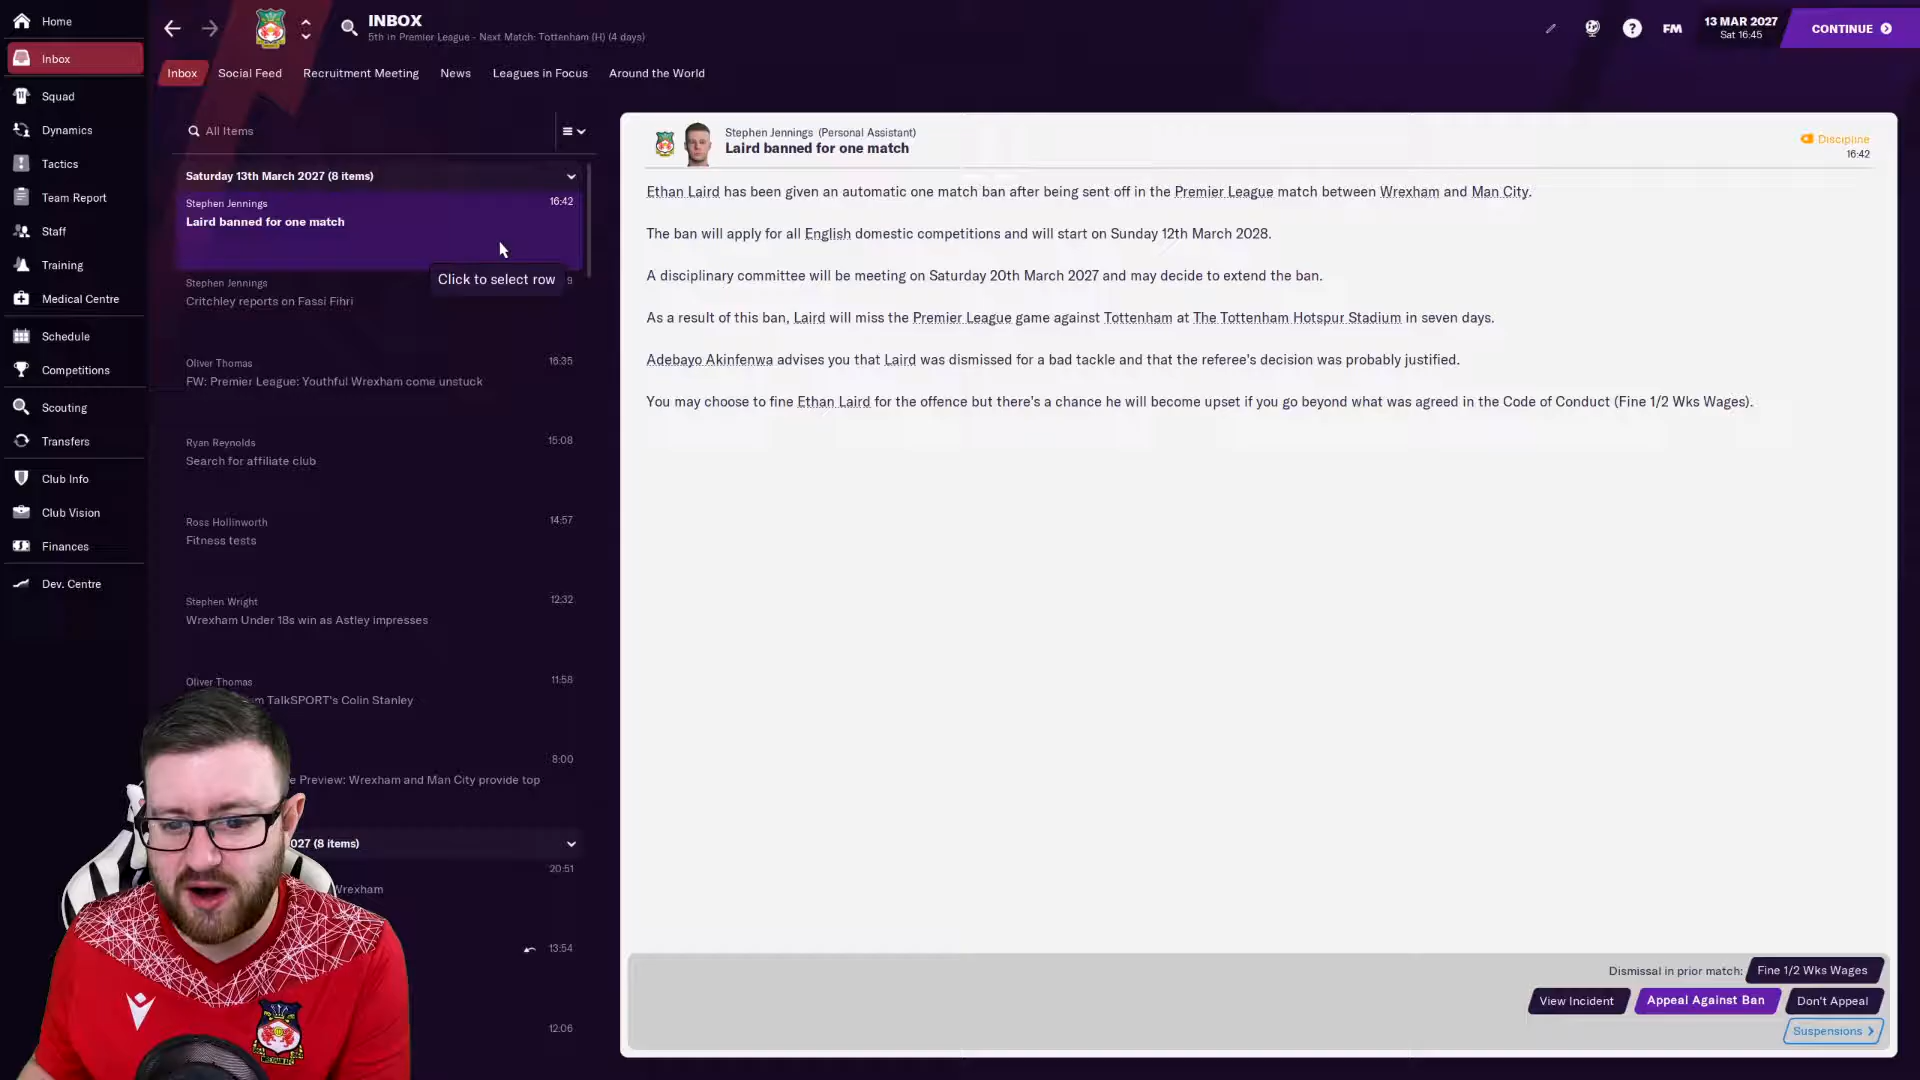 Home
Inbox
Squad
Dynamics
Tactics
Team Report
Staff
Training
Medical Centre
Schedule
Competitions
Scouting
Transfers
Club Info
Club Vision
Finances
Dev. Centre
INBOX
5th in Premier League - Next Match: Tottenham (H) (4 days)
FM
13 MAR 2027
Sat 16:45
CONTINUE
Inbox
Social Feed
Recruitment Meeting
News
Leagues in Focus
Around the World
All Items
Saturday 13th March 2027 (8 items)
Stephen Jennings
16:42
Laird banned for one match
Click to select row
Stephen Jennings
9
Critchley reports on Fassi Fihri
Oliver Thomas
16:35
FW: Premier League: Youthful Wrexham come unstuck
Ryan Reynolds
15:08
Search for affiliate club
Ross Hollinworth
14:57
Fitness tests
Stephen Wright
12:32
Wrexham Under 18s win as Astley impresses
Oliver Thomas
11:58
TalkSPORT's Colin Stanley
8:00
Preview: Wrexham and Man City provide top
027 (8 items)
20:51
Wrexham
13:54
12:06
Stephen Jennings (Personal Assistant)
Laird banned for one match
Discipline
16:42
Ethan Laird has been given an automatic one match ban after being sent off in the Premier League match between Wrexham and Man City.
The ban will apply for all English domestic competitions and will start on Sunday 12th March 2028.
A disciplinary committee will be meeting on Saturday 20th March 2027 and may decide to extend the ban.
As a result of this ban, Laird will miss the Premier League game against Tottenham at The Tottenham Hotspur Stadium in seven days.
Adebayo Akinfenwa advises you that Laird was dismissed for a bad tackle and that the referee's decision was probably justified.
You may choose to fine Ethan Laird for the offence but there's a chance he will become upset if you go beyond what was agreed in the Code of Conduct (Fine 1/2 Wks Wages).
Dismissal in prior match:
Fine 1/2 Wks Wages
View Incident
Appeal Against Ban
Don't Appeal
Suspensions